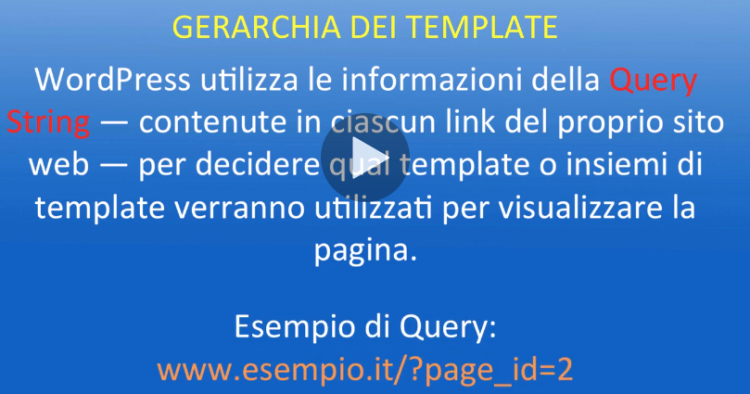 GERARCHIA DEI TEMPLATE
WordPress utilizza le informazioni della Query
String — contenute in ciascun link del proprio sito
web — per decidere qual template o insiemi di
template verranno utilizzati per visualizzare la
pagina.
Esempio di Query:
www.esempio.it/?page_id=2